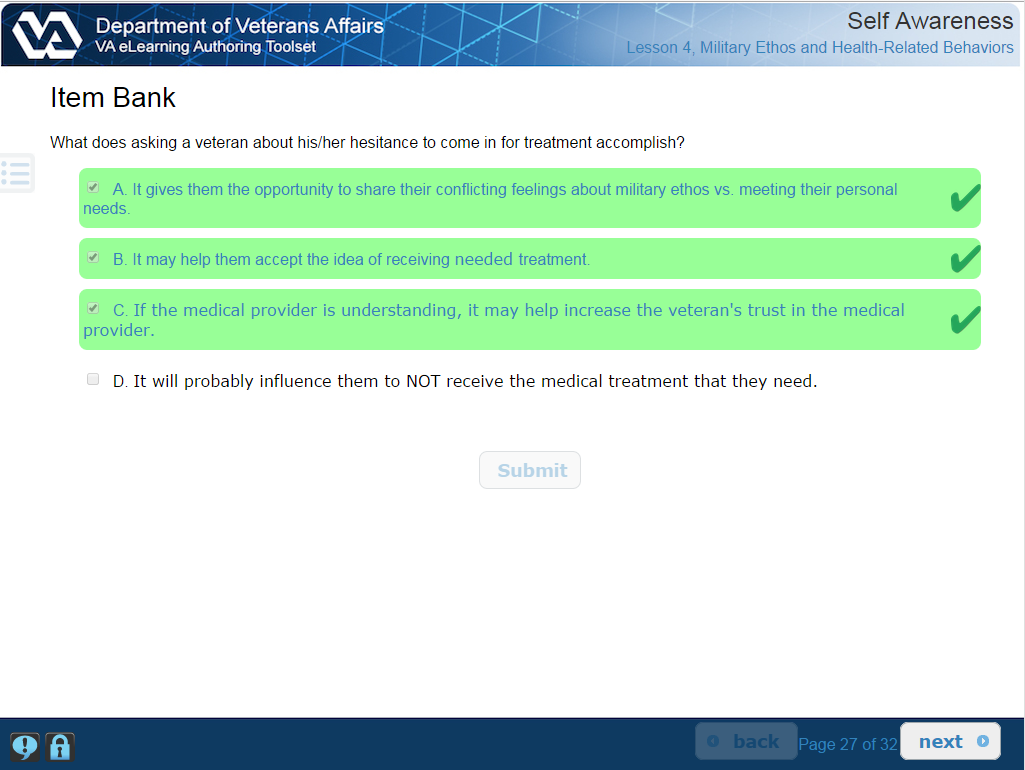 VA
Department of Veterans Affairs
VA eLearning Authoring Toolset
Self Awareness
Lesson 4, Military Ethos and Health-Related Behaviors
Item Bank
What does asking a veteran about his/her hesitance to come in for treatment accomplish?
A. It gives them the opportunity to share their conflicting feelings about military ethos vs. meeting their personal
needs.
B. It may help them accept the idea of receiving needed treatment.
C. If the medical provider is understanding, it may help increase the veteran's trust in the medical
provider.
D. It will probably influence them to NOT receive the medical treatment that they need.
Submit
back
Page 27 of 32
next